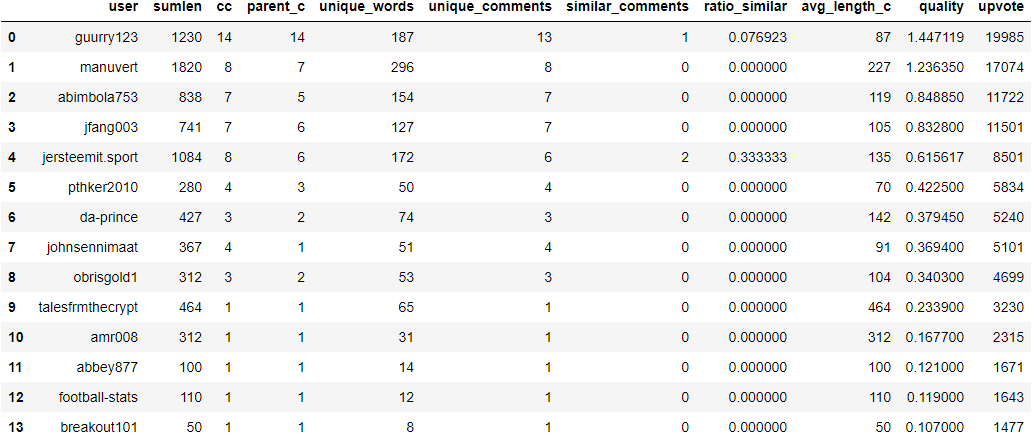 user sumlen cc parent_c unique_words unique_comments similar_comments ratio_similar avg_length_c quality upvote
0 guurry123 1230 14 14 187 13 1 0.076923 87 1.447119 19985
1 manuvert 1820 8 7 296 8 0 0.000000 227 1.236350 17074
2 abimbola753 838 7 5 154 7 0 0.000000 119 0.848850 11722
3 jfang003 741 7 6 127 7 0 0.000000 105 0.832800 11501
4 jersteemit.sport 1084 8 6 172 6 2 0.333333 135 0.615617 8501
5 pthker2010 280 4 3 50 4 0 0.000000 70 0.422500 5834
6 da-prince 427 3 2 74 3 0 0.000000 142 0.379450 5240
7 johnsennimaat 367 4 1 51 4 0 0.000000 91 0.369400 5101
8 obrisgold1 312 3 2 53 3 0 0.000000 104 0.340300 4699
9 talesfrmthecrypt 464 1 1 65 1 0 0.000000 464 0.233900 3230
10 amr008 312 1 1 31 1 0 0.000000 312 0.167700 2315
11 abbey877 100 1 1 14 1 0 0.000000 100 0.121000 1671
12 football-stats 110 1 1 12 1 0 0.000000 110 0.119000 1643
13 breakout101 50 1 1 8 1 0 0.000000 50 0.107000 1477